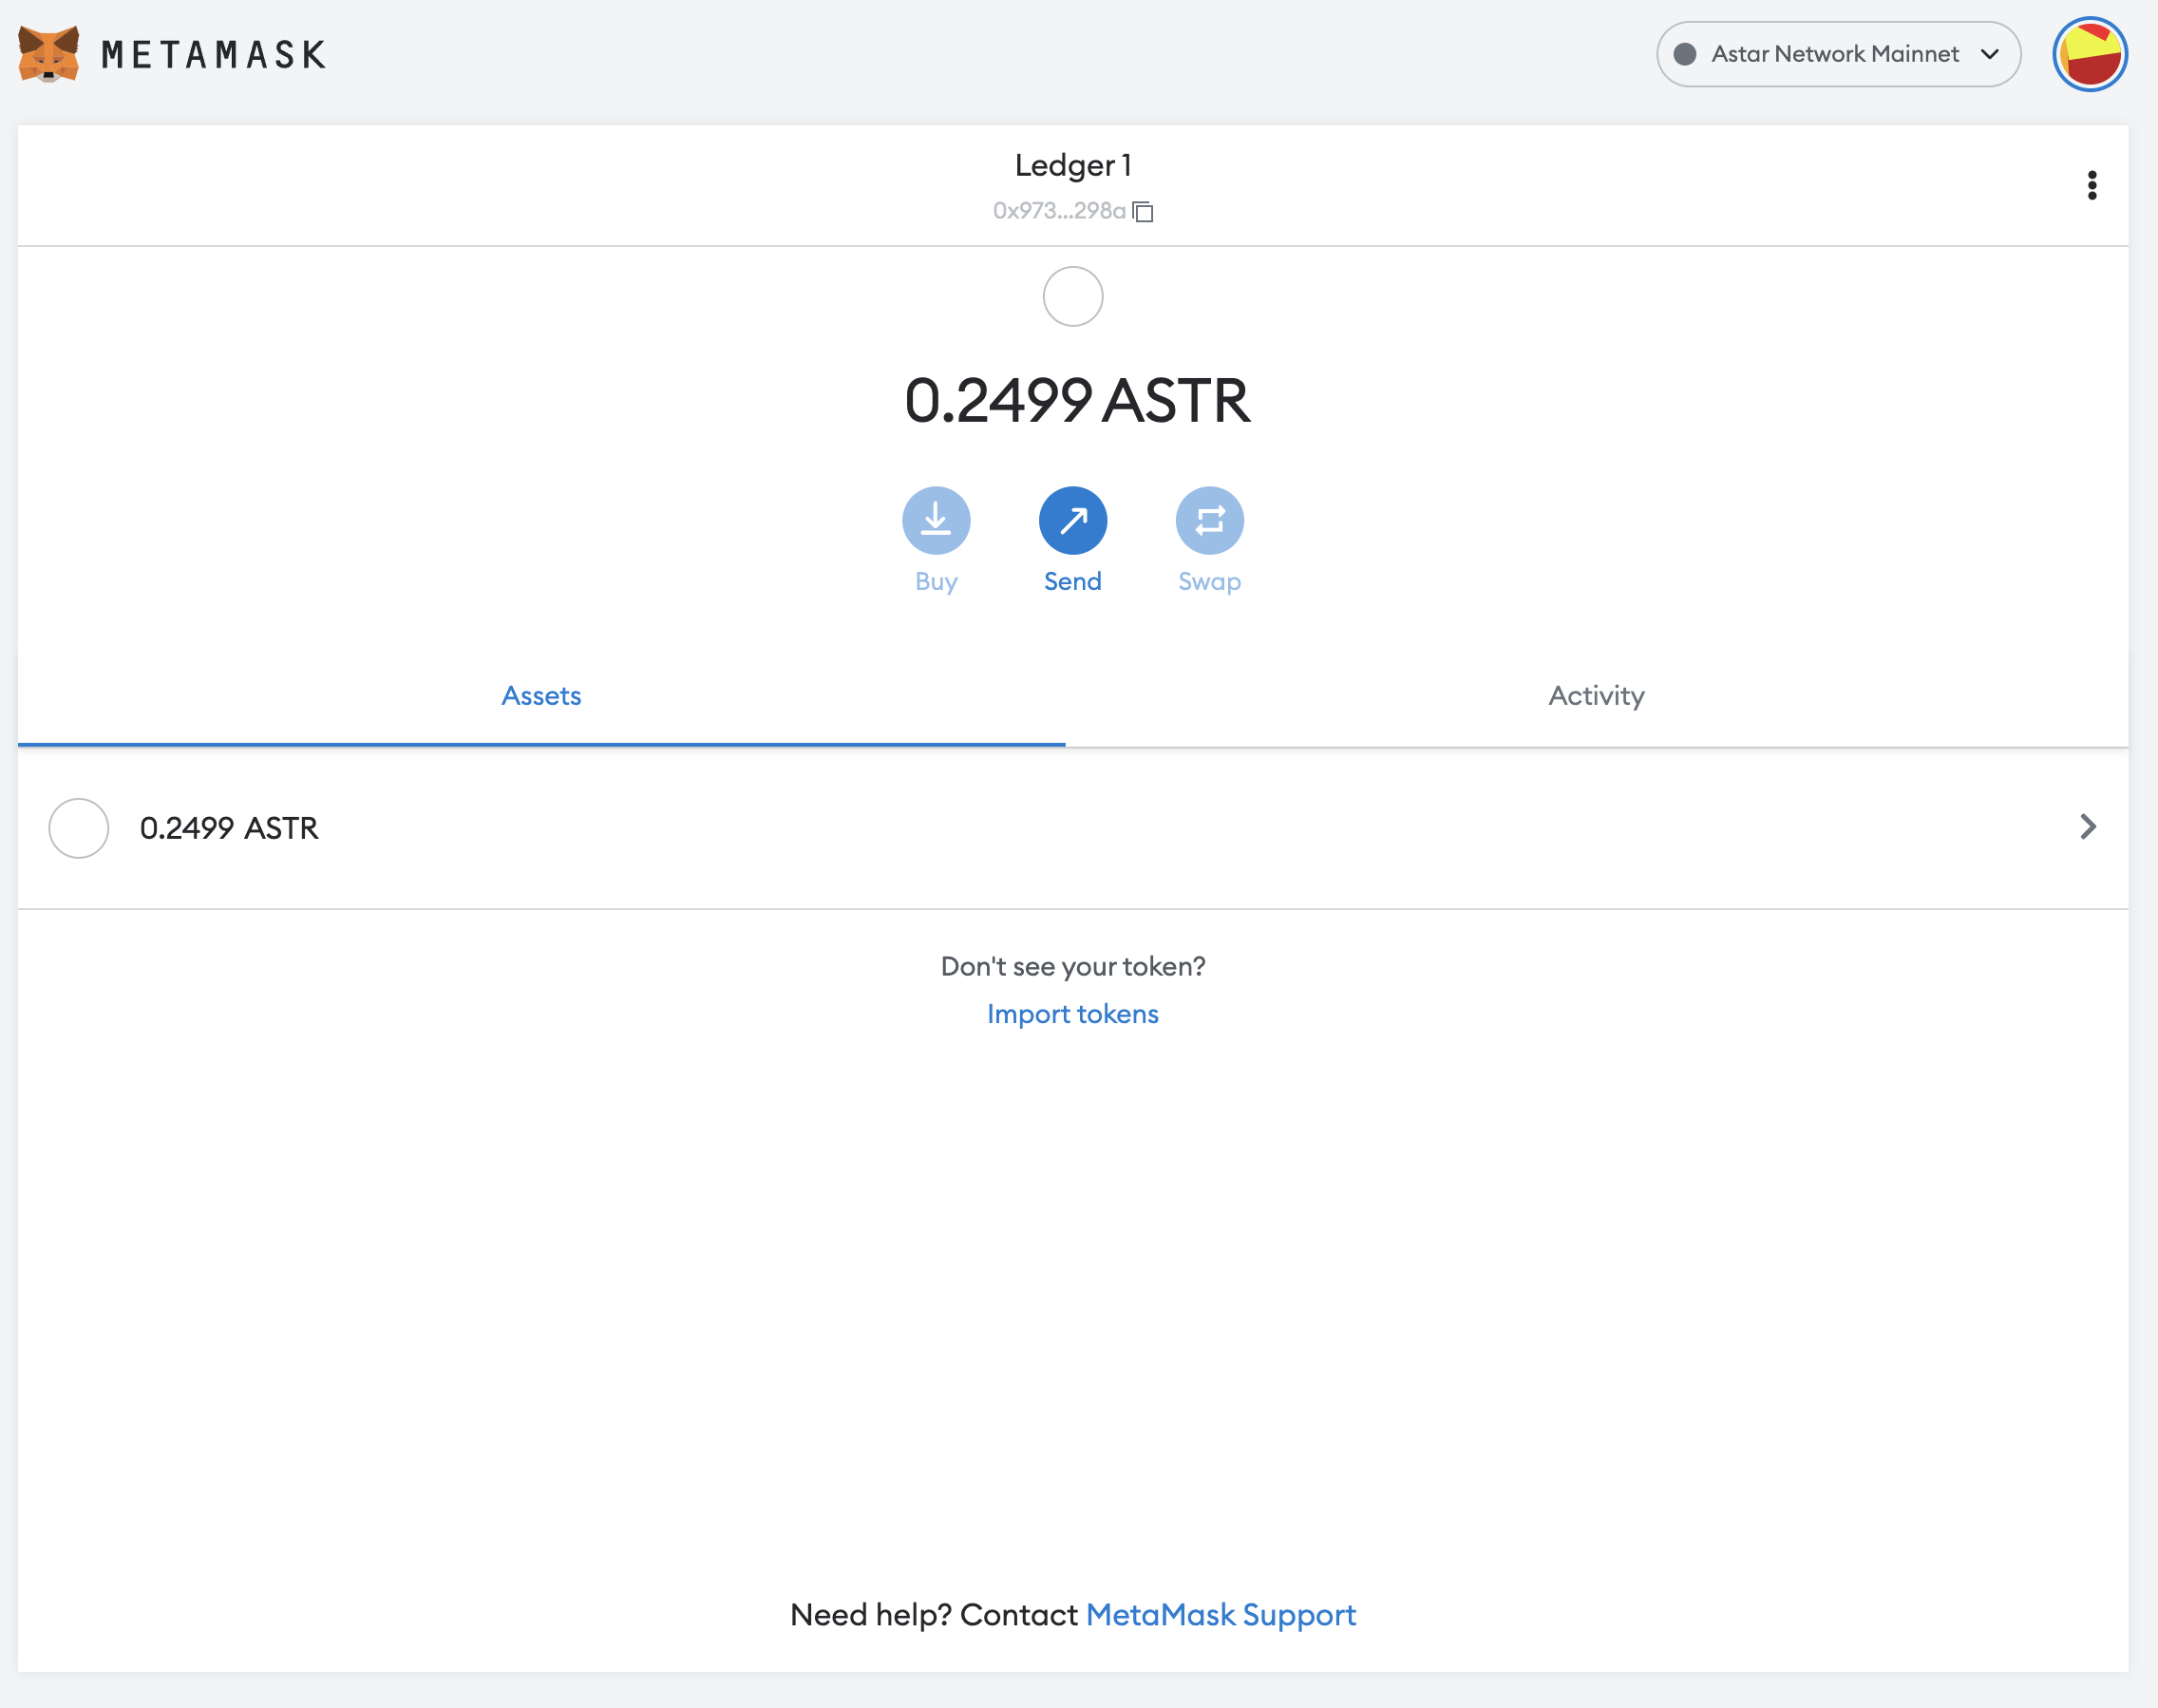 METAMASK
Astar Network Mainnet
Ledger 1
0x973...298a
0.2499 ASTR
Buy
Send
Swap
Assets
Activity
0.2499 ASTR
Don't see your token?
Import tokens
Need help? Contact MetaMask Support